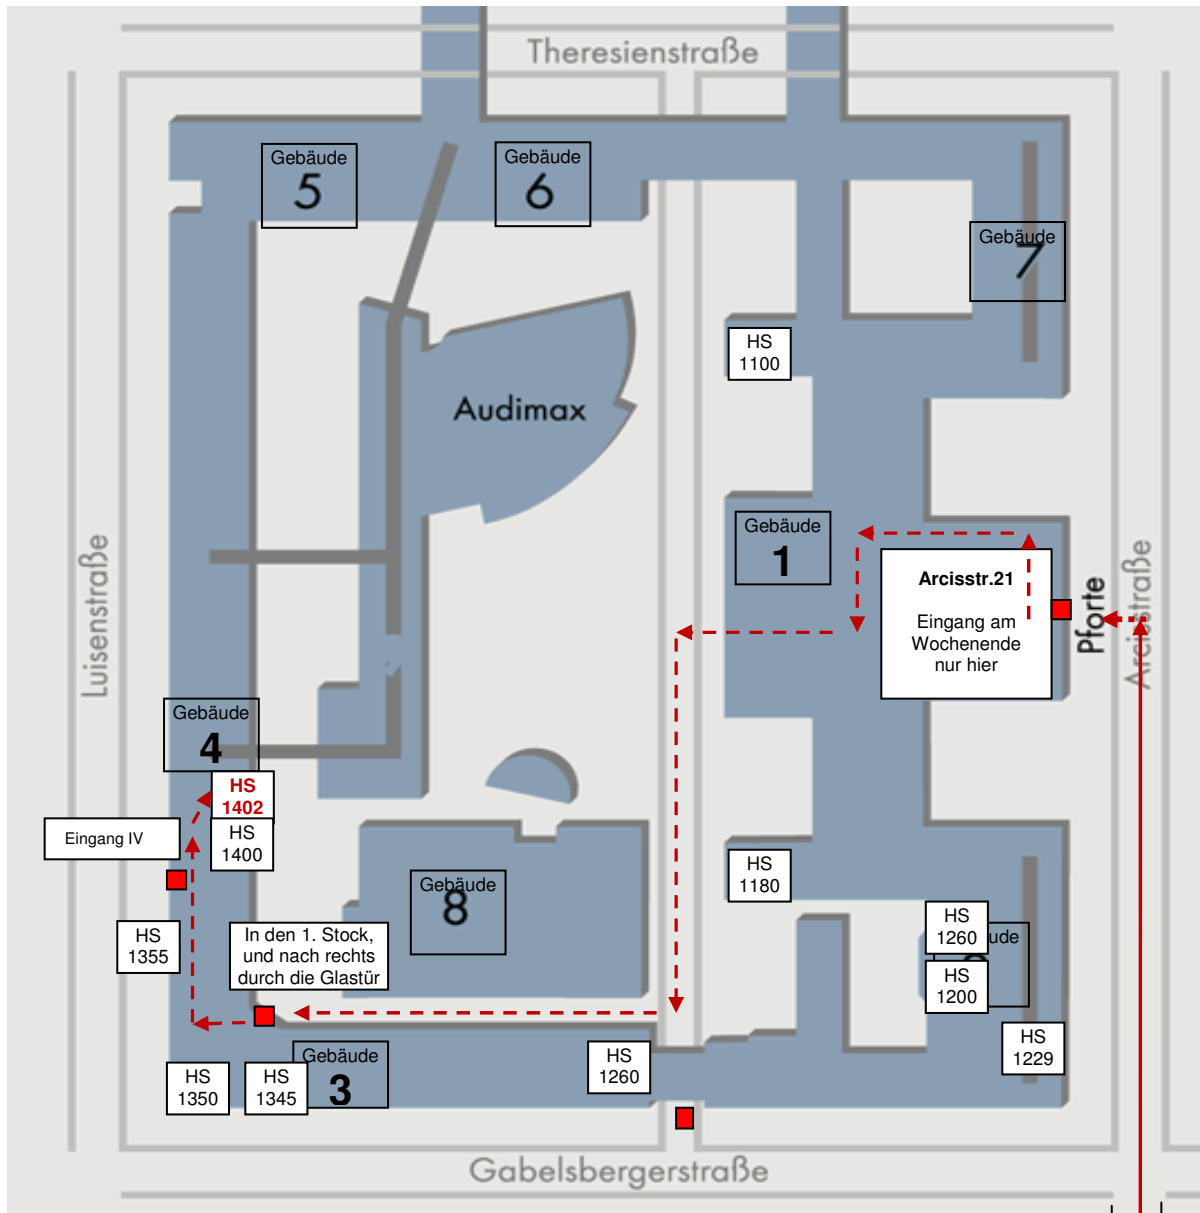 Theresienstraße
Gebäude
5
Gebäude
6
Gebäude
7
HS
1100
Audimax
Gebäude
1
Arcisstr.21
Eingang am
Wochenende
nur hier
Pforte
Arcisstraße
Luisenstraße
Gebäude
4
HS
1402
Eingang IV
HS
1400
HS
1180
Gebäude
8
HS
1355
In den 1. Stock,
und nach rechts
durch die Glastür
HS
1260
ude
HS
1200
HS
1229
Gebäude
3
HS
1260
HS
1350
HS
1345
Gabelsbergerstraße